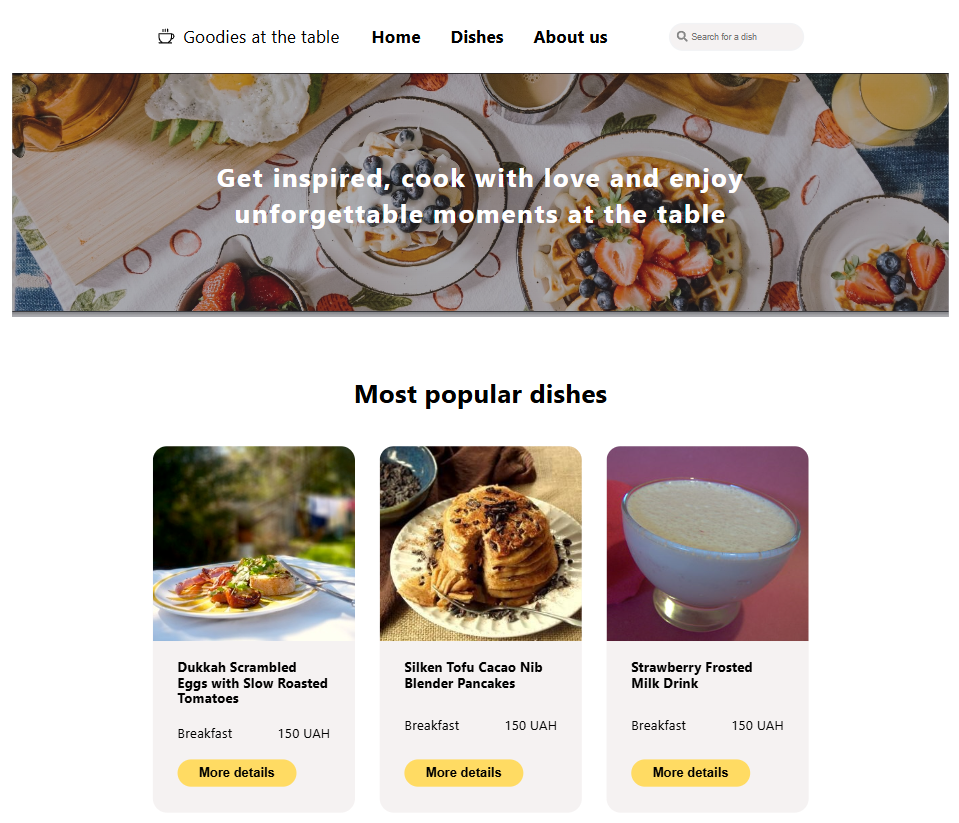 Goodies at the table
Home
Dishes
About us
Search for a dish
Get inspired, cook with love and enjoy
unforgettable moments at the table
Most popular dishes
Dukkah Scrambled
Eggs with Slow Roasted
Tomatoes
Breakfast 150 UAH
More details
Silken Tofu Cacao Nib
Blender Pancakes
Breakfast 150 UAH
More details
Strawberry Frosted
Milk Drink
Breakfast 150 UAH
More details